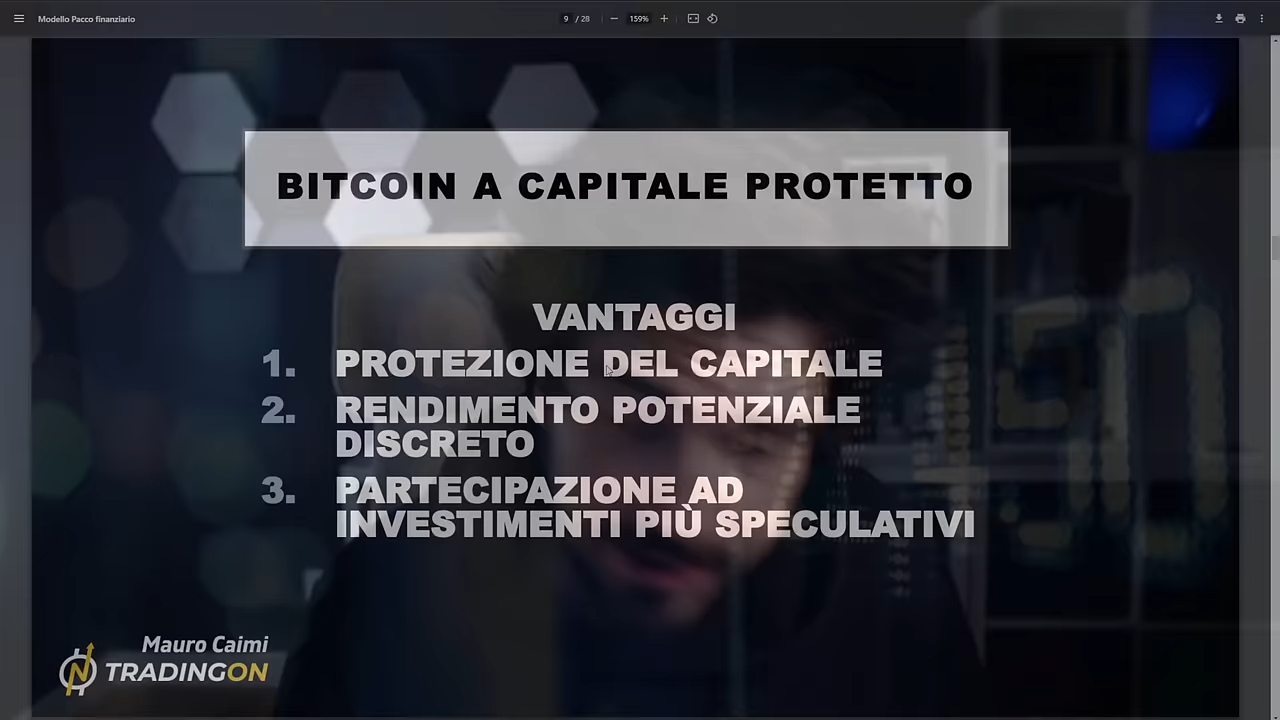 Modello Pacco finanziario
9 / 28
159%
BITCOIN A CAPITALE PROTETTO
VANTAGGI
1. PROTEZIONE DEL CAPITALE
2. RENDIMENTO POTENZIALE
DISCRETO
3. PARTECIPAZIONE AD
INVESTIMENTI PIÙ SPECULATIVI
Mauro Caimi
TRADINGON